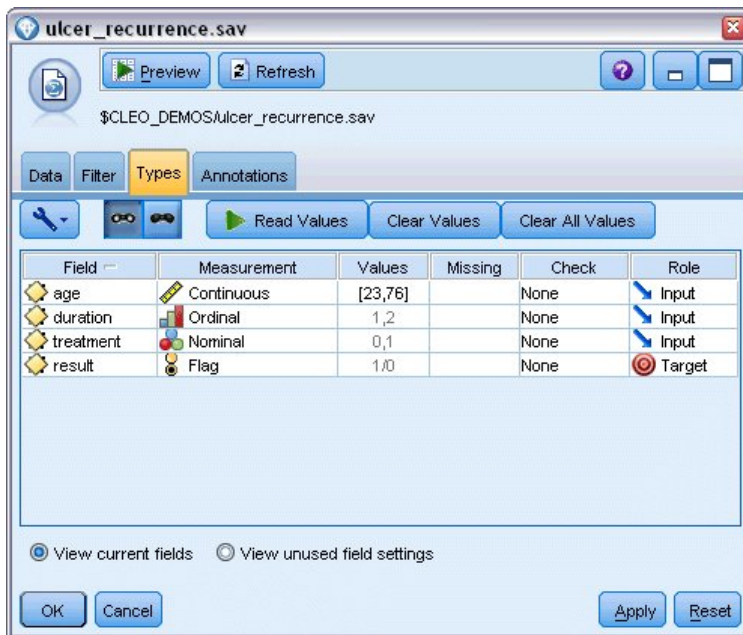 ulcer_recurrence.sav
Preview Refresh
$CLEO_DEMOS/ulcer_recurrence.sav
Data Filter Types Annotations
Read Values Clear Values Clear All Values
Field Measurement Values Missing Check Role
age Continuous [23,76] None Input
duration Ordinal 1,2 None Input
treatment Nominal 0,1 None Input
result Flag 1/0 None Target
View current fields View unused field settings
OK Cancel Apply Reset